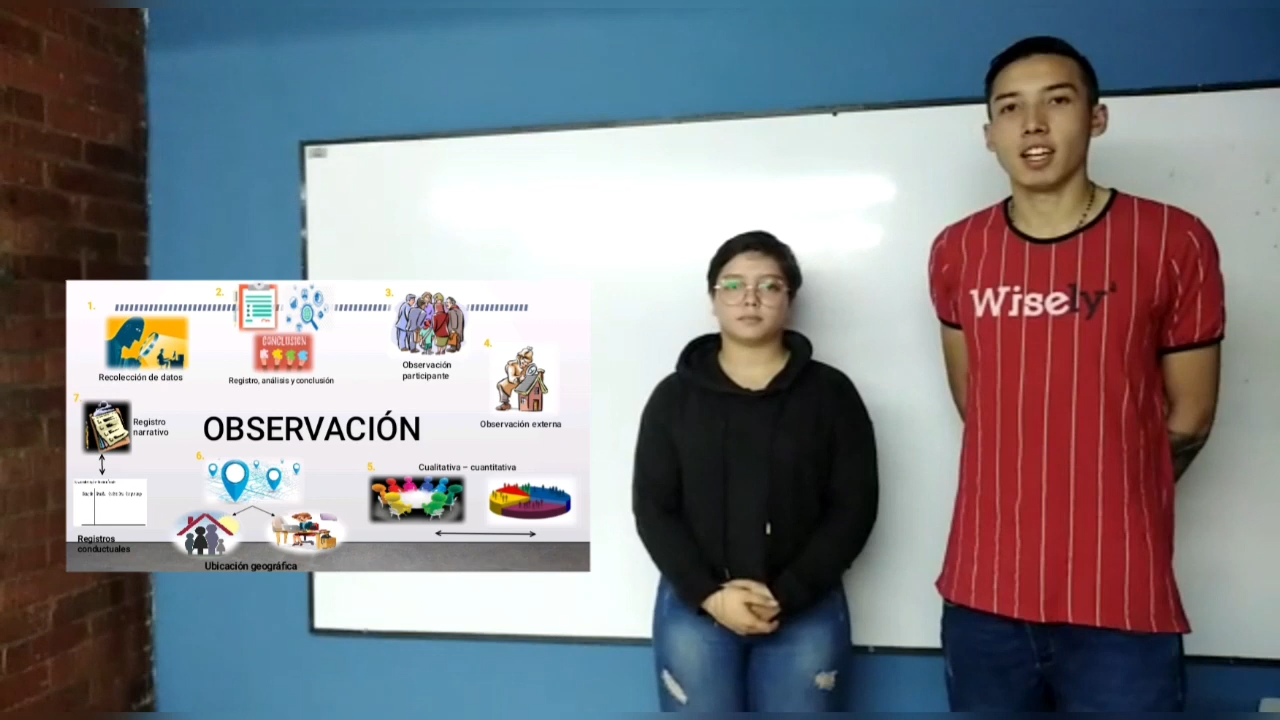 1.
2.
3.
CONCLUSION
Recolección de datos
Registro, análisis y conclusión
Observación
participante
4.
Observación externa
7.
Registro
narrativo
OBSERVACIÓN
6.
5.
Cualitativa – cuantitativa
Registros
conductuales
Ubicación geográfica
Wisely